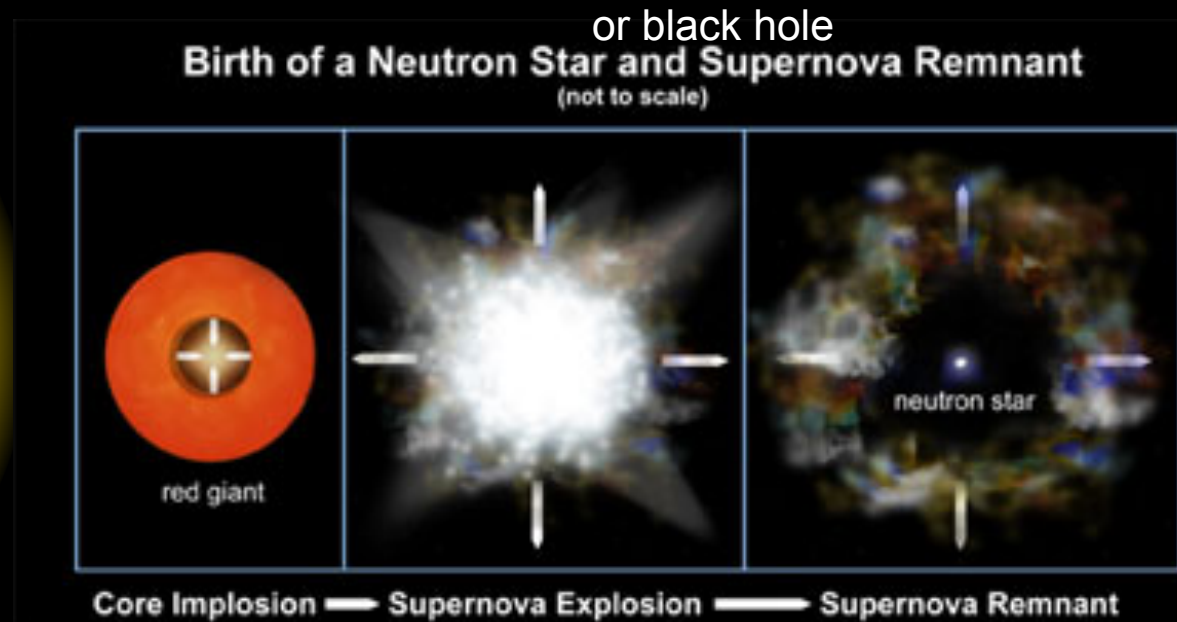 or black hole
Birth of a Neutron Star and Supernova Remnant
(not to scale)
red giant
neutron star
Core Implosion Supernova Explosion Supernova Remnant